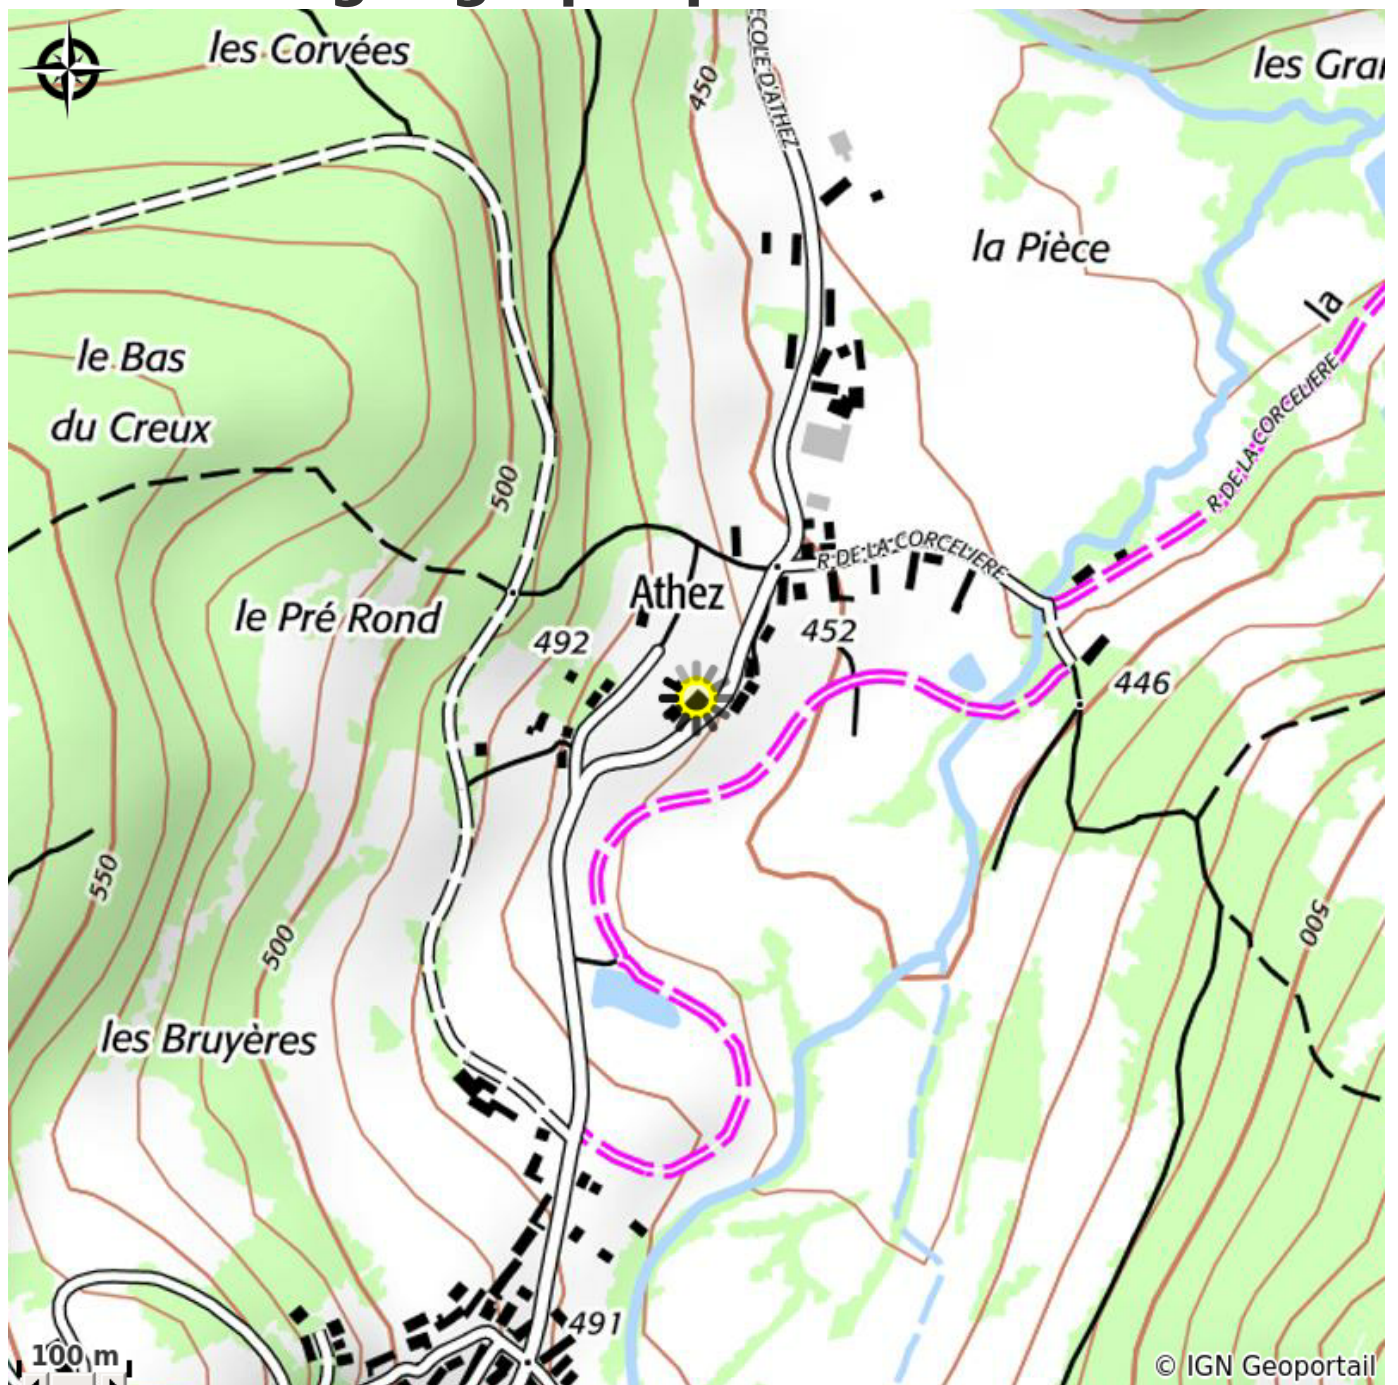 les Corvées
450
ECOLE D'ATHEZ
les Gra
la Pièce
la
le Bas
du Creux
R DE LA CORCELIERE
500
R DE LA CORCELIERE
Athez
le Pré Rond
492
452
446
550
500
500
les Bruyères
491
100 m
© IGN Geoportail